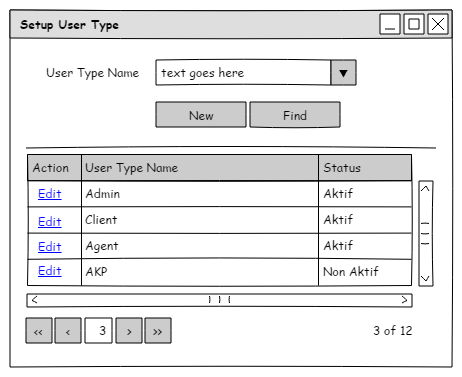 Setup User Type
User Type Name text goes here
New Find
Action User Type Name Status
Edit Admin Aktif
Edit Client Aktif
Edit Agent Aktif
Edit AKP Non Aktif
<< < 3 > >> 3 of 12